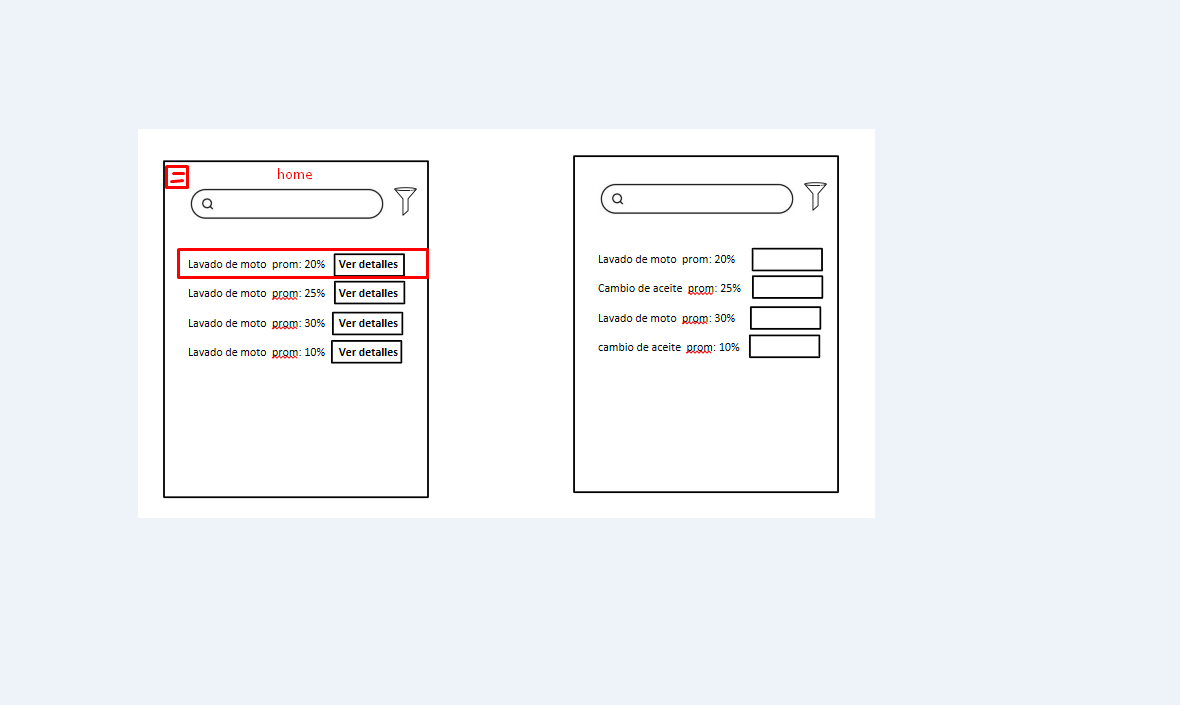 home
Lavado de moto prom: 20% Ver detalles
Lavado de moto prom: 25% Ver detalles
Lavado de moto prom: 30% Ver detalles
Lavado de moto prom: 10% Ver detalles
Lavado de moto prom: 20%
Cambio de aceite prom: 25%
Lavado de moto prom: 30%
cambio de aceite prom: 10%